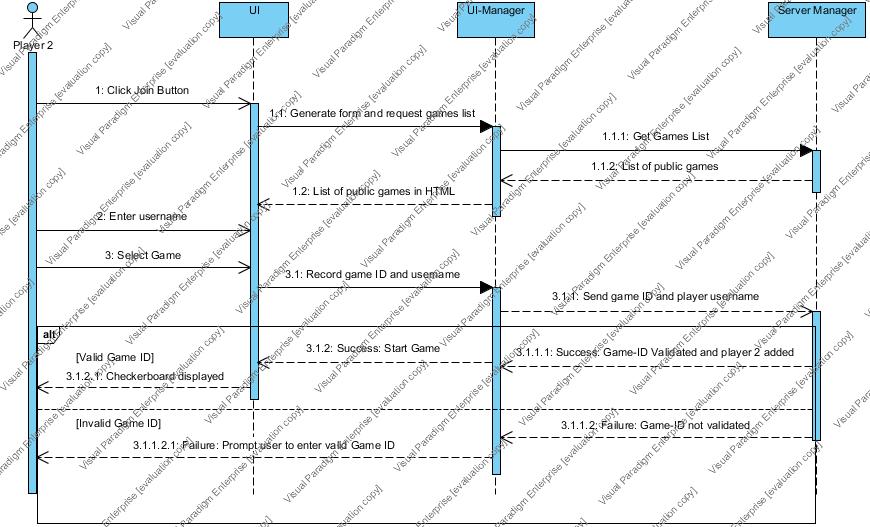 UI
UI-Manager
Server Manager
Player 2
1: Click Join Button
1.1: Generate form and request games list
1.1.1: Get Games List
1.1.2: List of public games
1.2: List of public games in HTML
2: Enter username
3: Select Game
3.1: Record game ID and username
3.1.1: Send game ID and player username
alt
3.1.2: Success: Start Game
3.1.1.1: Success: Game-ID Validated and player 2 added
[Valid Game ID]
3.1.2.1: Checkerboard displayed
[Invalid Game ID]
3.1.1.2: Failure: Game-ID not validated
3.1.1.2.1: Failure: Prompt user to enter valid Game ID
Visual Paradigm Enterprise [evaluation copy]